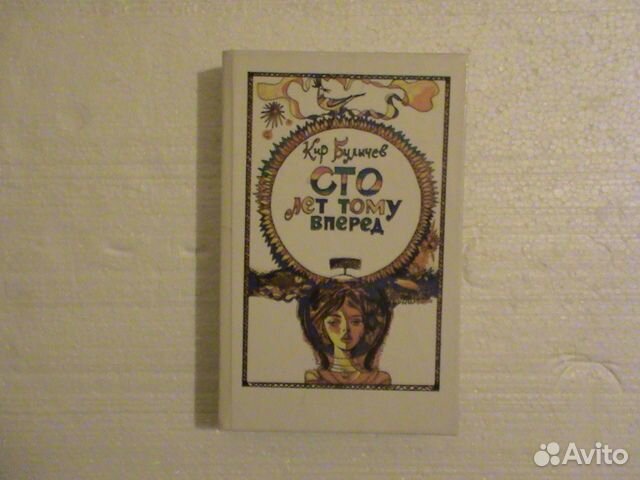 Кир Булычев
СТО
лет тому
вперед
Avito